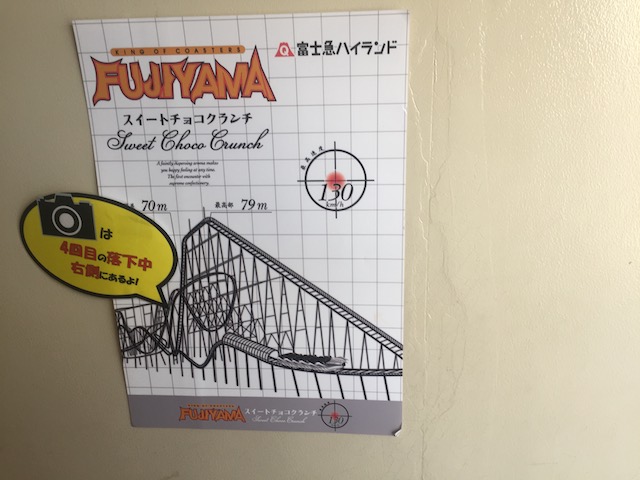 KING OF COASTERS
FUJIYAMA
富士急ハイランド
スイートチョコクランチ
Sweet Choco Crunch
A faintly dispersing aroma makes
you happy feeling at any time.
The first encounter with
supreme confectionery.
最高速度
130
km/h
70m
最高部 79m
は
4回目の落下中
右側にあるよ!
KING OF COASTERS
FUJIYAMA
スイートチョコクランチ
Sweet Choco Crunch
130